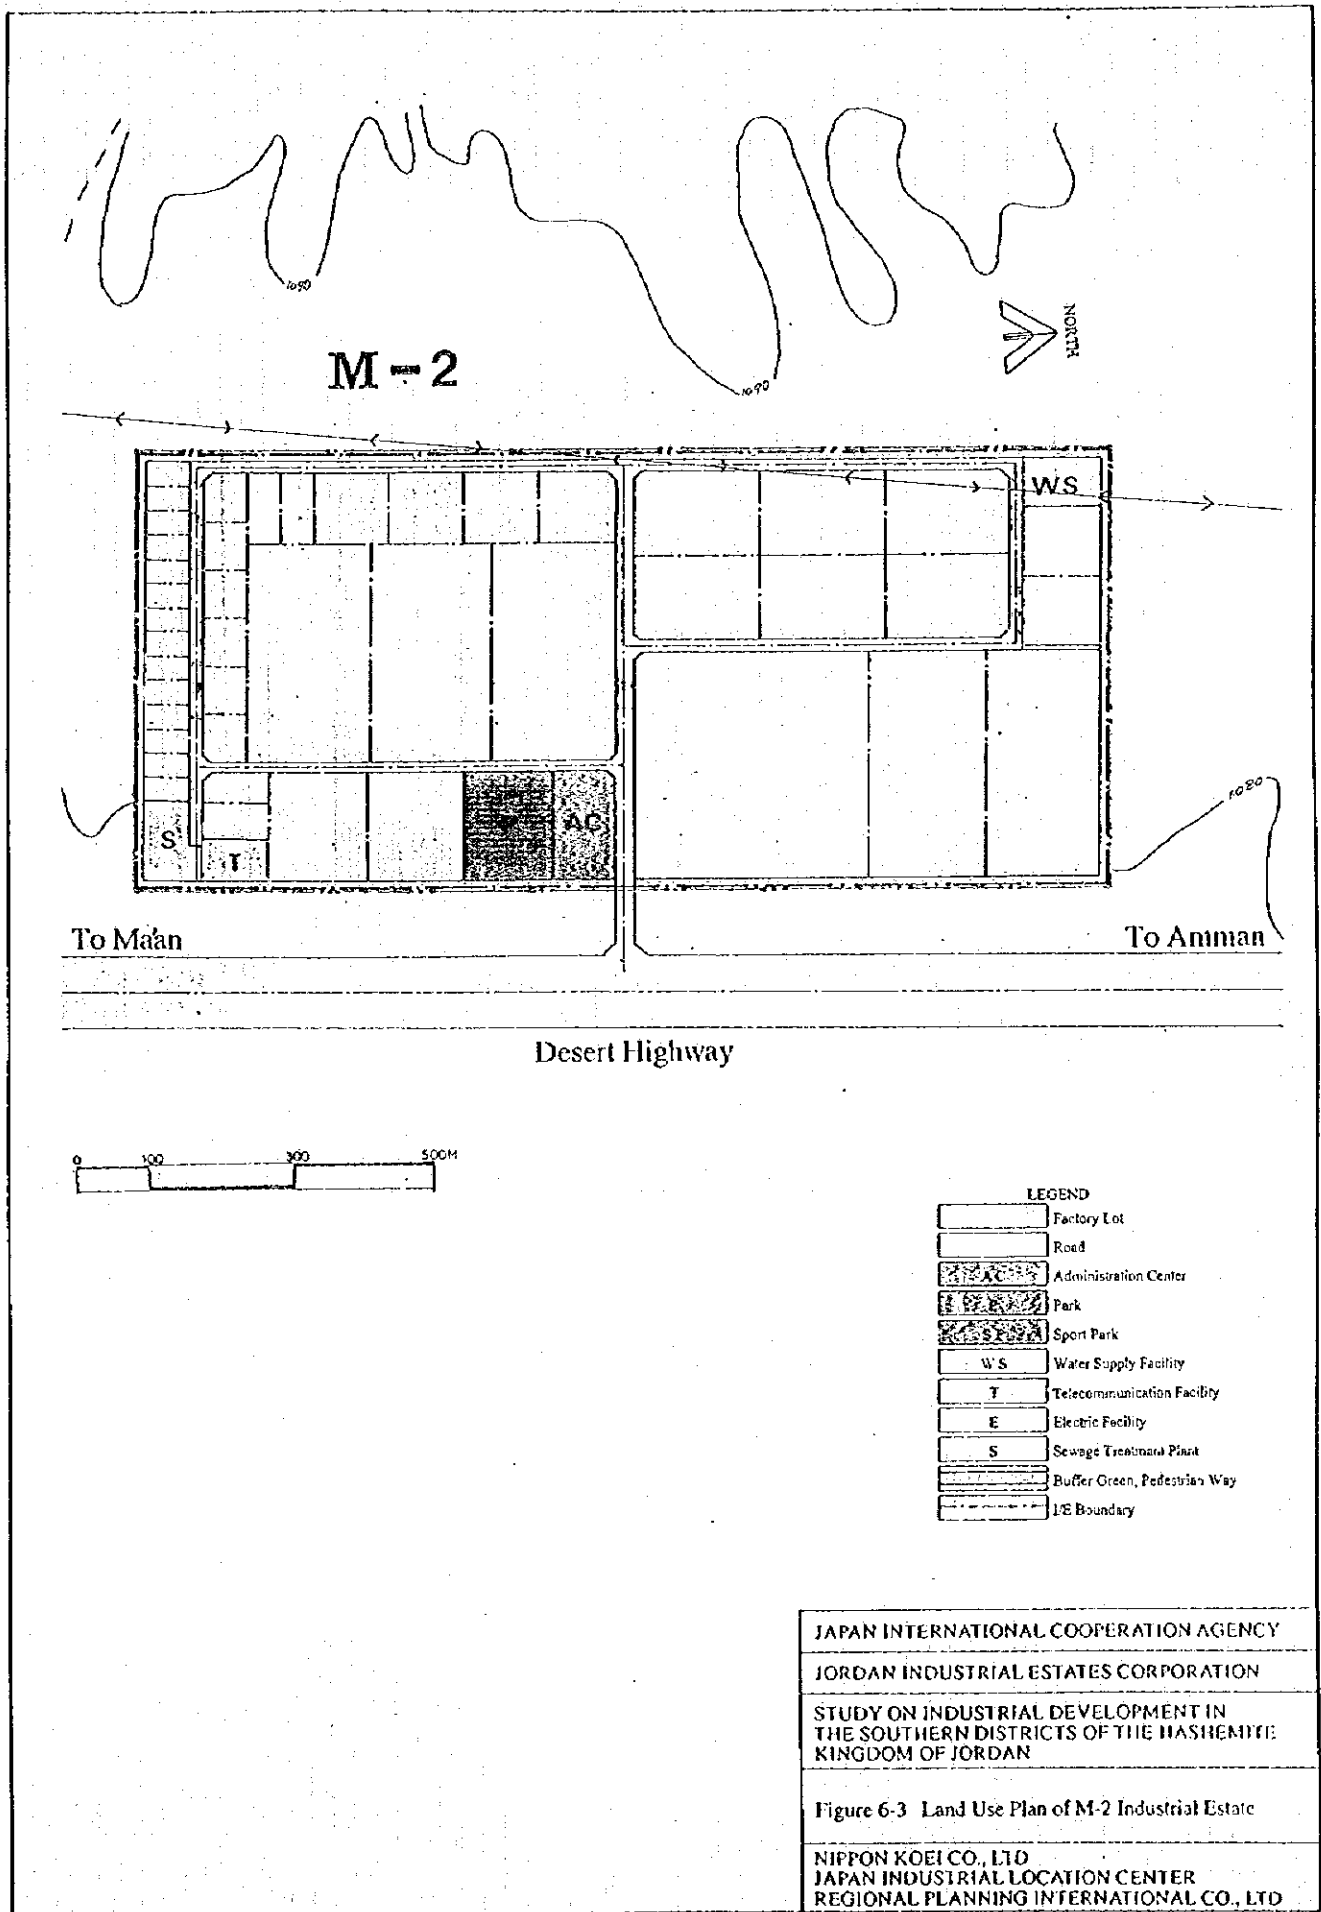 1090
NORTH
M-2
1090
WS
1080
S
T
AC
To Ma'an
To Amman
Desert Highway
0 100 300 500M
LEGEND
Factory Lot
Road
AC Administration Center
P Park
SP Sport Park
WS Water Supply Facility
T Telecommunication Facility
E Electric Facility
S Sewage Treatment Plant
Buffer Green, Pedestrian Way
I/E Boundary
JAPAN INTERNATIONAL COOPERATION AGENCY
JORDAN INDUSTRIAL ESTATES CORPORATION
STUDY ON INDUSTRIAL DEVELOPMENT IN
THE SOUTHERN DISTRICTS OF THE HASHEMITE
KINGDOM OF JORDAN
Figure 6-3 Land Use Plan of M-2 Industrial Estate
NIPPON KOEI CO., LTD
JAPAN INDUSTRIAL LOCATION CENTER
REGIONAL PLANNING INTERNATIONAL CO., LTD